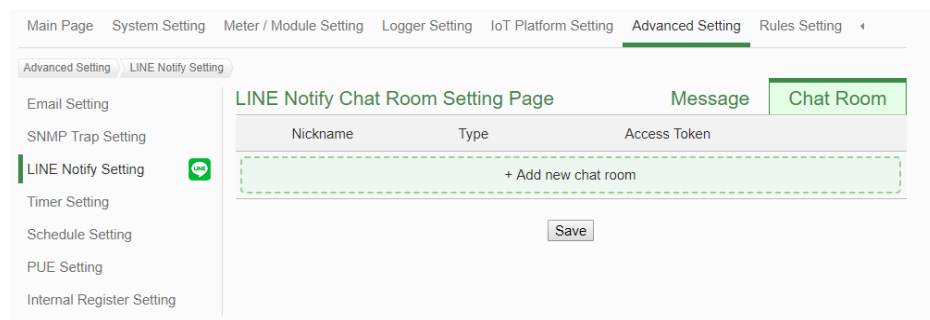 Main Page System Setting Meter / Module Setting Logger Setting IoT Platform Setting Advanced Setting Rules Setting
Advanced Setting LINE Notify Setting
Email Setting
SNMP Trap Setting
LINE Notify Setting LINE
Timer Setting
Schedule Setting
PUE Setting
Internal Register Setting
LINE Notify Chat Room Setting Page Message Chat Room
Nickname Type Access Token
+ Add new chat room
Save